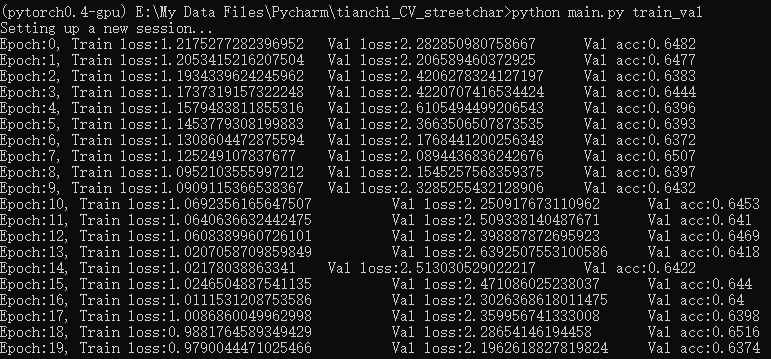 (pytorch0.4-gpu) E:\My Data Files\Pycharm\tianchi_CV_streetchar>python main.py train_val
Setting up a new session...
Epoch:0, Train loss:1.2175277282396952 Val loss:2.282850980758667 Val acc:0.6482
Epoch:1, Train loss:1.2053415216207504 Val loss:2.206589460372925 Val acc:0.6477
Epoch:2, Train loss:1.1934339624245962 Val loss:2.4206278324127197 Val acc:0.6383
Epoch:3, Train loss:1.1737319157322248 Val loss:2.4220707416534424 Val acc:0.6444
Epoch:4, Train loss:1.1579483811855316 Val loss:2.6105494499206543 Val acc:0.6396
Epoch:5, Train loss:1.1453779308199883 Val loss:2.3663506507873535 Val acc:0.6393
Epoch:6, Train loss:1.1308604472875594 Val loss:2.1768441200256348 Val acc:0.6372
Epoch:7, Train loss:1.125249107837677 Val loss:2.0894436836242676 Val acc:0.6507
Epoch:8, Train loss:1.0952103555997212 Val loss:2.1545257568359375 Val acc:0.6397
Epoch:9, Train loss:1.0909115366538367 Val loss:2.3285255432128906 Val acc:0.6432
Epoch:10, Train loss:1.0692356165647507 Val loss:2.250917673110962 Val acc:0.6453
Epoch:11, Train loss:1.0640636632442475 Val loss:2.509338140487671 Val acc:0.641
Epoch:12, Train loss:1.0608389960726101 Val loss:2.398887872695923 Val acc:0.6469
Epoch:13, Train loss:1.0207058709859849 Val loss:2.6392507553100586 Val acc:0.6418
Epoch:14, Train loss:1.02178038863341 Val loss:2.513030529022217 Val acc:0.6422
Epoch:15, Train loss:1.0246504887541135 Val loss:2.471086025238037 Val acc:0.644
Epoch:16, Train loss:1.0111531208753586 Val loss:2.3026368618011475 Val acc:0.64
Epoch:17, Train loss:1.0086860049962998 Val loss:2.359956741333008 Val acc:0.6398
Epoch:18, Train loss:0.9881764589349429 Val loss:2.28654146194458 Val acc:0.6516
Epoch:19, Train loss:0.9790044471025466 Val loss:2.1962618827819824 Val acc:0.6374